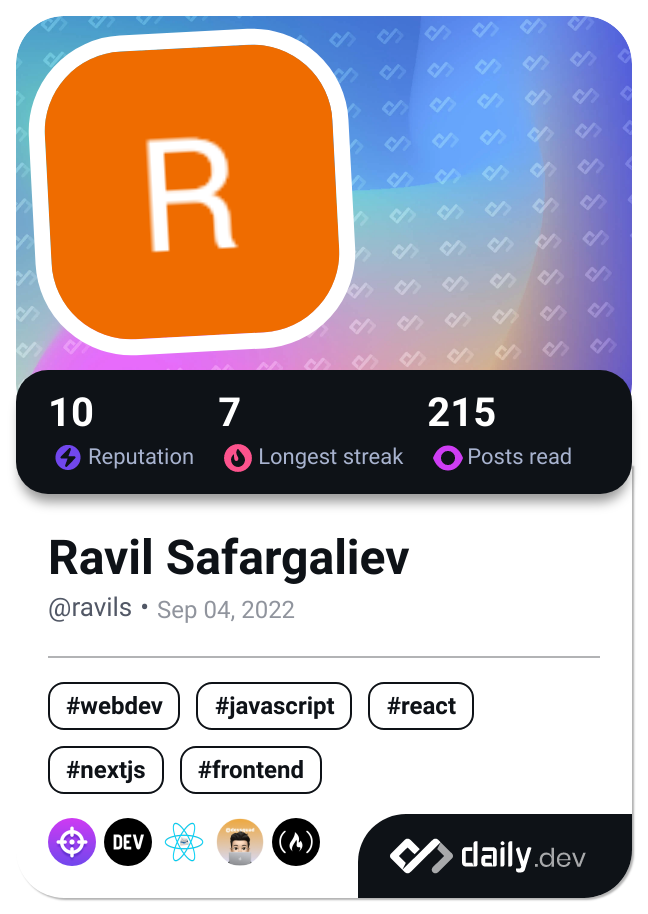 R
10 7 215
Reputation Longest streak Posts read
Ravil Safargaliev
@ravils • Sep 04, 2022
#webdev #javascript #react
#nextjs #frontend
DEV
daily.dev